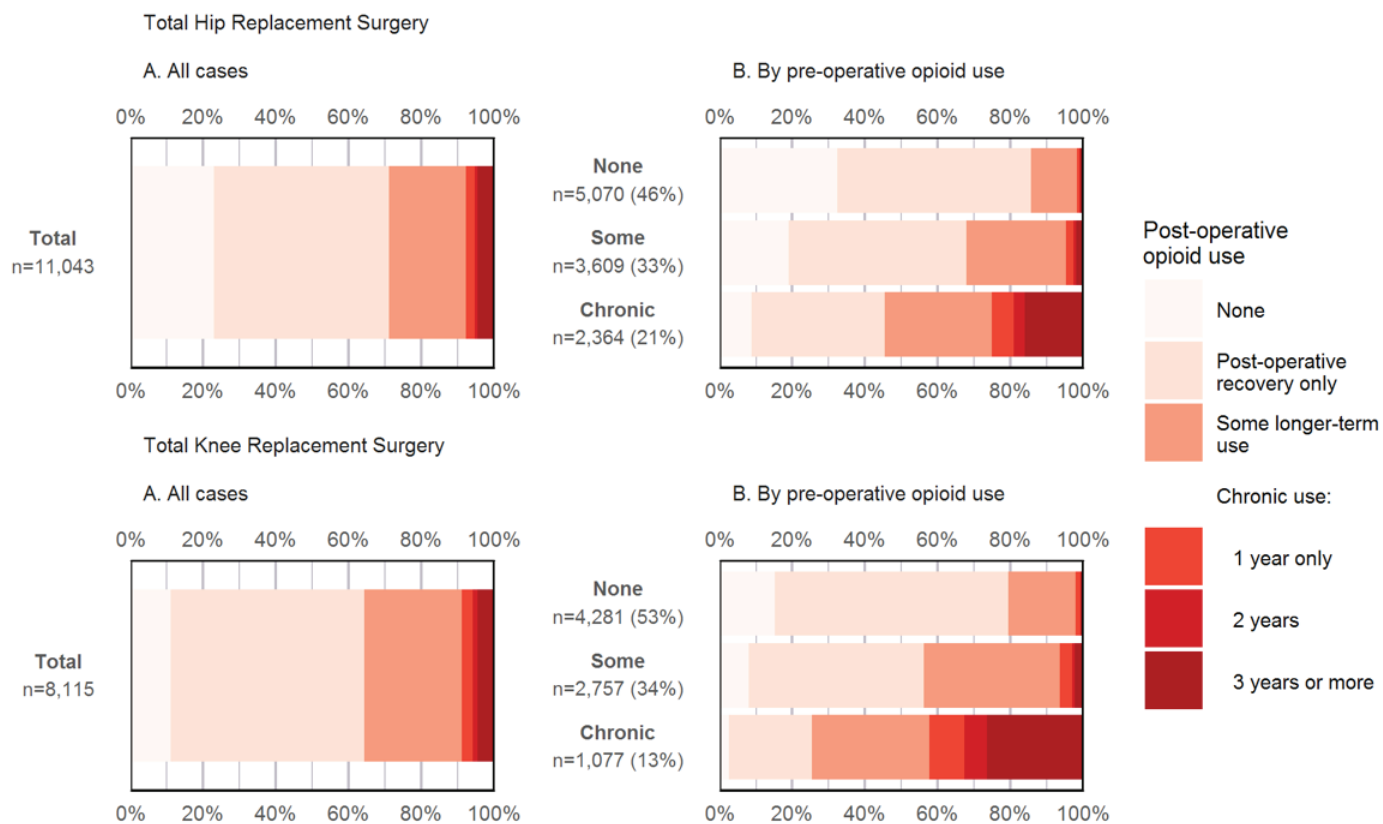 Total Hip Replacement Surgery
A. All cases
0% 20% 40% 60% 80% 100%
Total
n=11,043
0% 20% 40% 60% 80% 100%
B. By pre-operative opioid use
0% 20% 40% 60% 80% 100%
None
n=5,070 (46%)
Some
n=3,609 (33%)
Chronic
n=2,364 (21%)
0% 20% 40% 60% 80% 100%
Total Knee Replacement Surgery
A. All cases
0% 20% 40% 60% 80% 100%
Total
n=8,115
0% 20% 40% 60% 80% 100%
B. By pre-operative opioid use
0% 20% 40% 60% 80% 100%
None
n=4,281 (53%)
Some
n=2,757 (34%)
Chronic
n=1,077 (13%)
0% 20% 40% 60% 80% 100%
Post-operative
opioid use
None
Post-operative
recovery only
Some longer-term
use
Chronic use:
1 year only
2 years
3 years or more